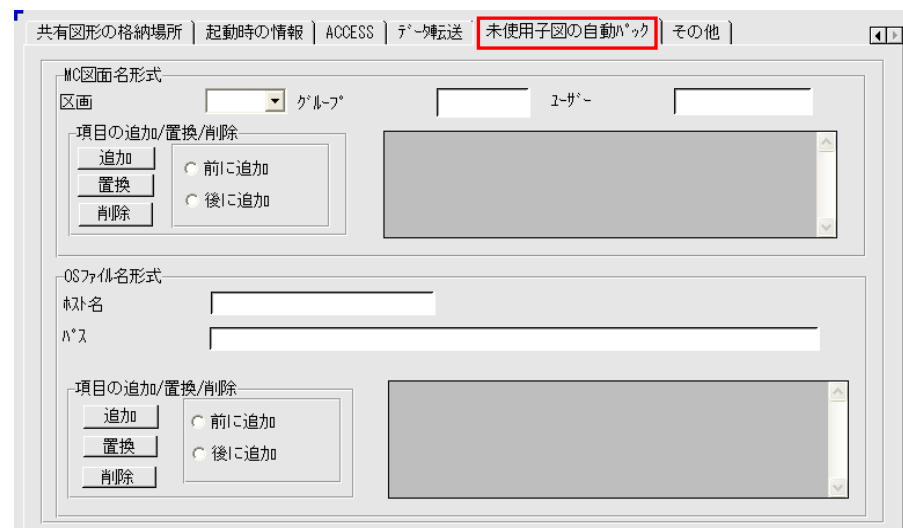 共有図形の格納場所 起動時の情報 ACCESS ﾃﾞｰﾀ転送 未使用子図の自動ﾊﾟｯｸ その他
MC図面名形式
区画 ｸﾞﾙｰﾌﾟ ﾕｰｻﾞｰ
項目の追加/置換/削除
追加
前に追加
置換
後に追加
削除
OSﾌｧｲﾙ名形式
ﾎｽﾄ名
ﾊﾟｽ
項目の追加/置換/削除
追加
前に追加
置換
後に追加
削除